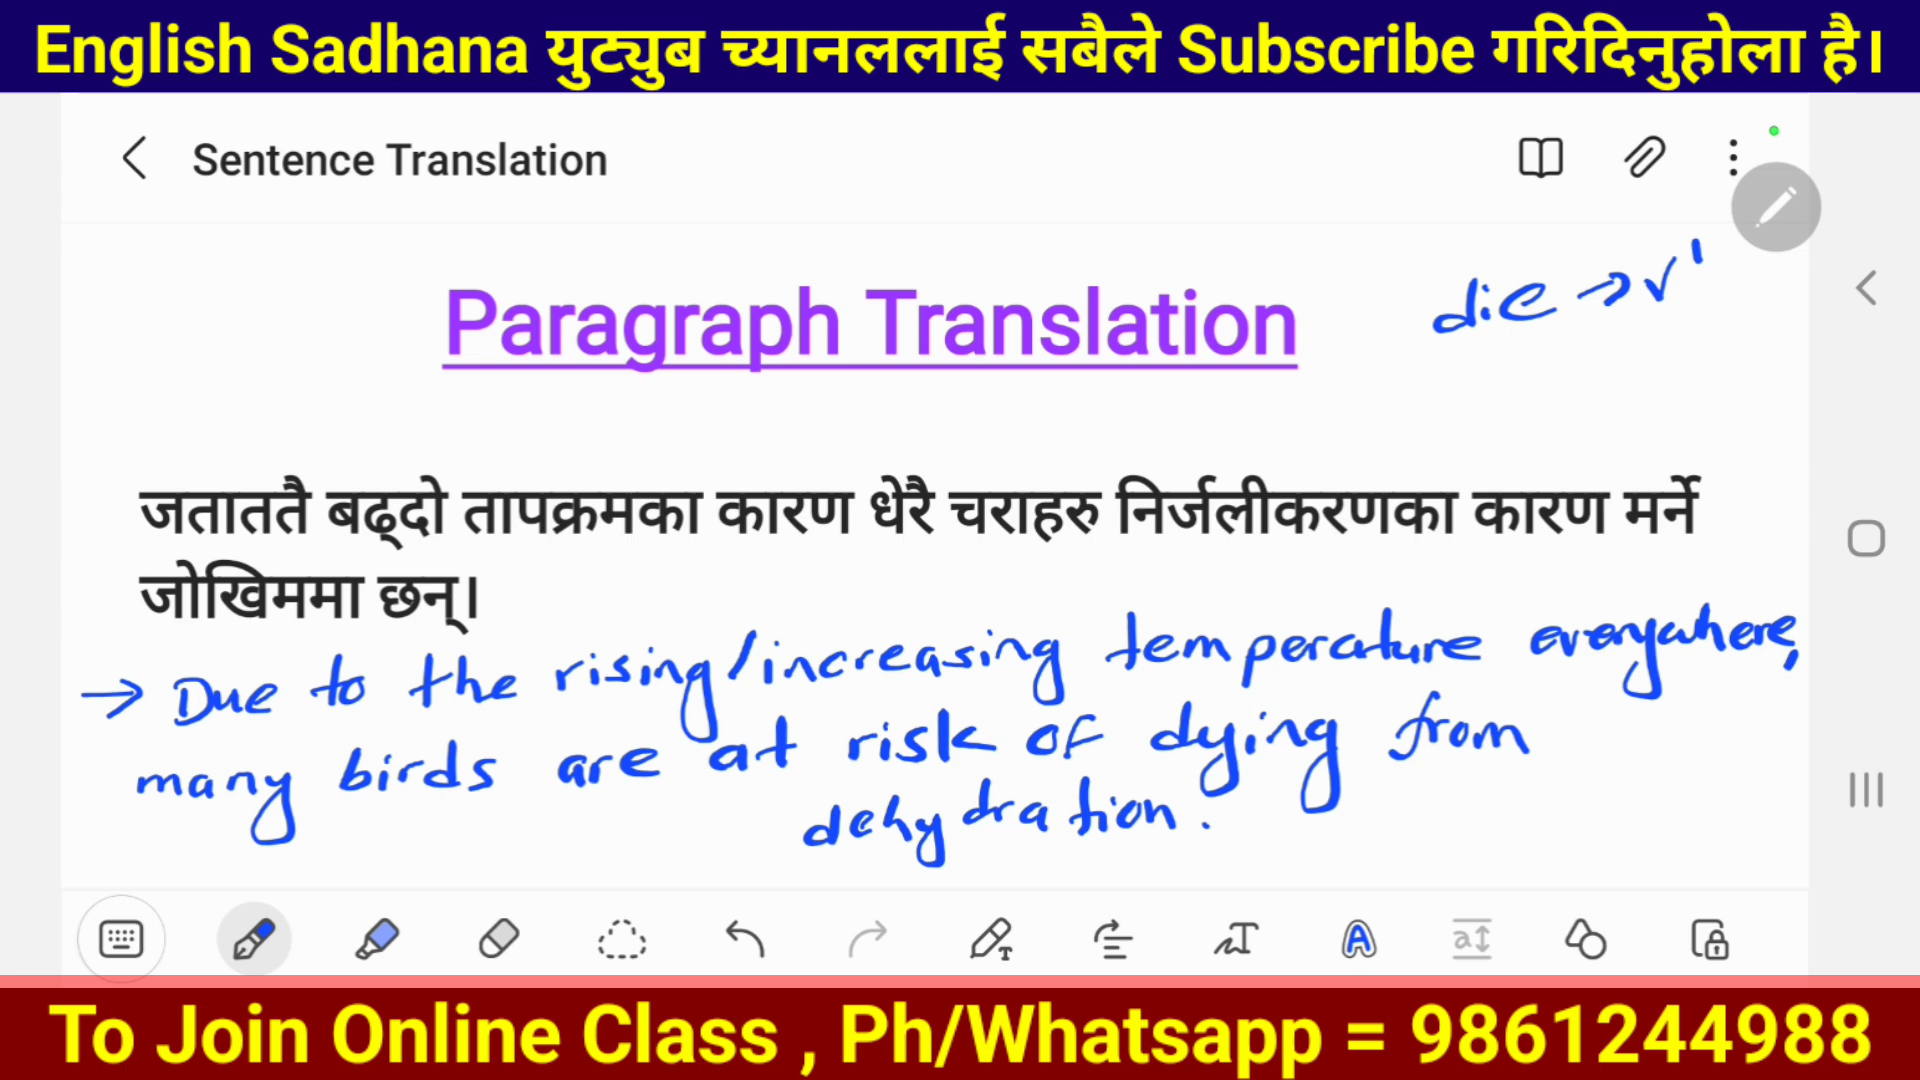 English Sadhana युट्युब च्यानललाई सबैले Subscribe गरिदिनुहोला है।
Sentence Translation
die → v¹
Paragraph Translation
जताततै बढ्दो तापक्रमका कारण धेरै चराहरु निर्जलीकरणका कारण मर्ने
जोखिममा छन्।
→ Due to the rising/increasing temperature everywhere,
many birds are at risk of dying from
dehydration.
To Join Online Class , Ph/Whatsapp = 9861244988